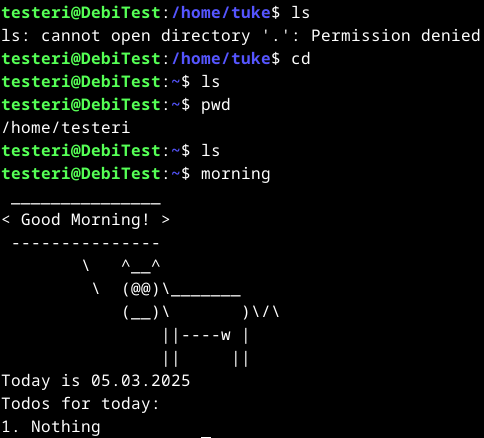 testeri@DebiTest:/home/tuke$ ls
ls: cannot open directory '.': Permission denied
testeri@DebiTest:/home/tuke$ cd
testeri@DebiTest:~$ ls
testeri@DebiTest:~$ pwd
/home/testeri
testeri@DebiTest:~$ ls
testeri@DebiTest:~$ morning
 _______________
< Good Morning! >
 ---------------
        \   ^__^
         \  (@@)\_______
            (__)\       )\/\
                ||----w |
                ||     ||
Today is 05.03.2025
Todos for today:
1. Nothing